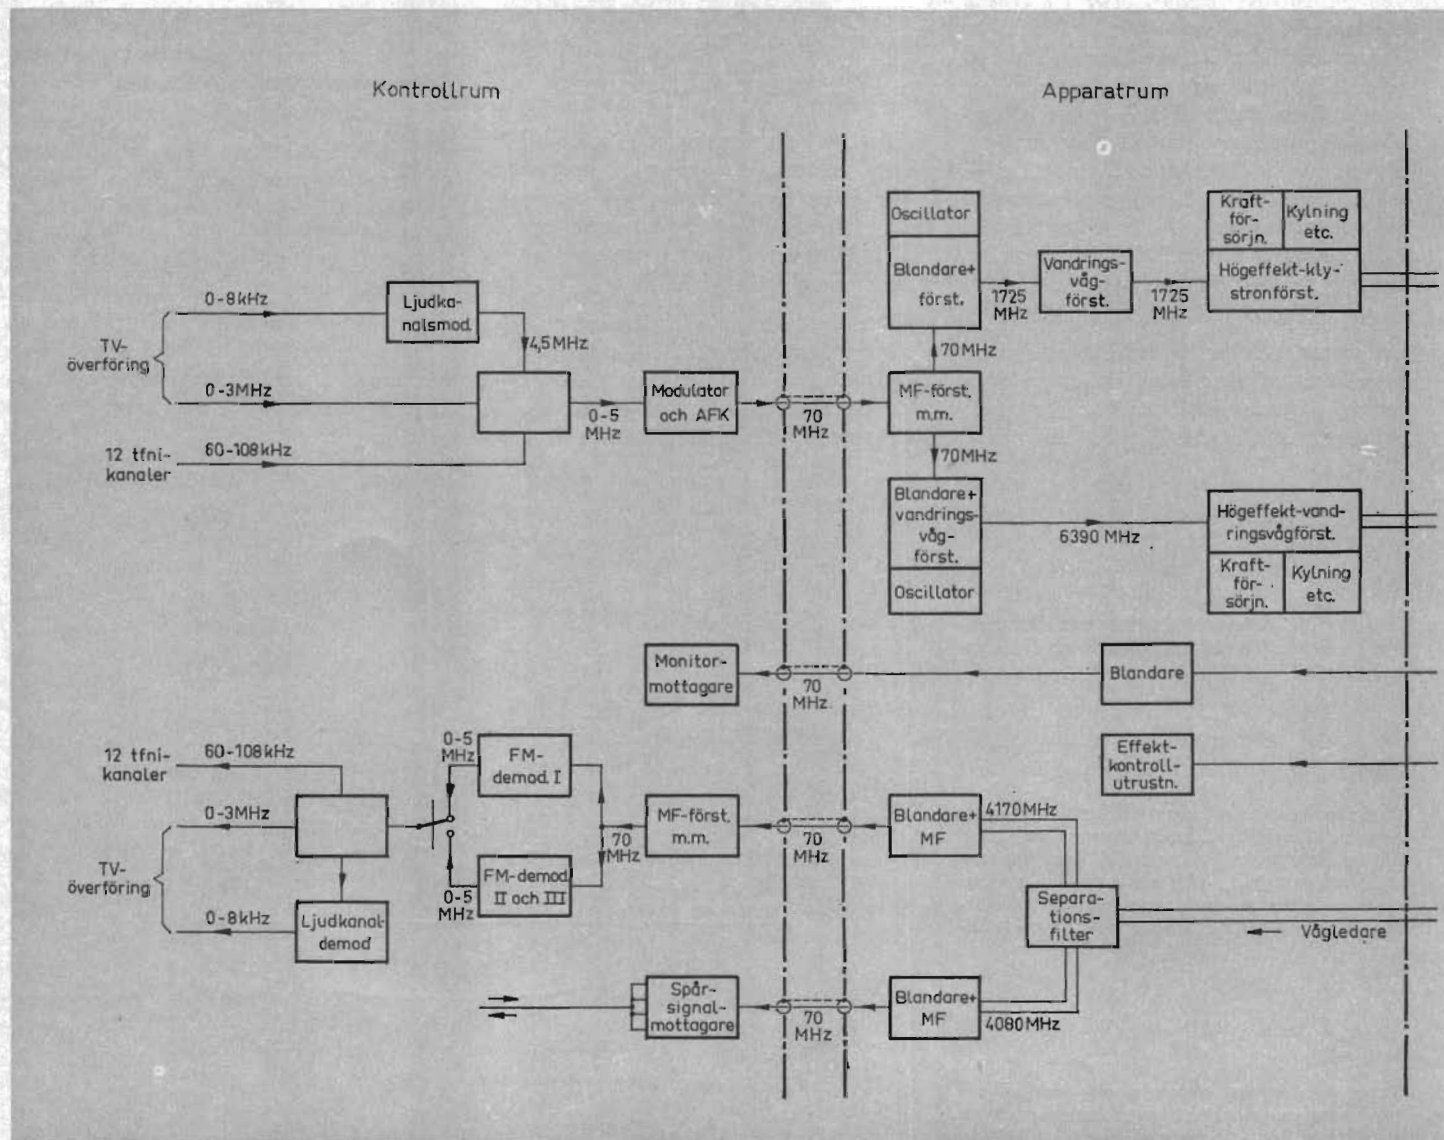 Kontrollrum
Apparatrum
Oscillator
Blandare+
först.
Kraft-
för-
sörjn.
Kylning
etc.
Högeffekt-kly-
stronförst.
Vandrings-
våg-
först.
1725
MHz
1725
MHz
0-8kHz
Ljudka-
nalsmod.
4,5MHz
TV-
överföring
0-3MHz
0-5
MHz
Modulator
och AFK
70
MHz
70MHz
MF-först.
m.m.
70MHz
12 tfni-
kanaler
60-108kHz
Blandare+
vandrings-
våg-
först.
Oscillator
6390 MHz
Högeffekt-vand-
ringsvågförst.
Kraft-
för-
sörjn.
Kylning
etc.
Monitor-
mottagare
70
MHz
Blandare
12 tfni-
kanaler
60-108kHz
0-5
MHz
FM-
demod. I
Effekt-
kontroll-
utrustn.
0-3MHz
70
MHz
MF-först.
m.m.
70
MHz
Blandare+
MF
4170MHz
TV-
överföring
0-8kHz
Ljudkanal-
demod
0-5
MHz
FM-demod.
II och III
Separa-
tions-
filter
Vågledare
Spår-
signal-
mottagare
70
MHz
Blandare+
MF
4080MHz